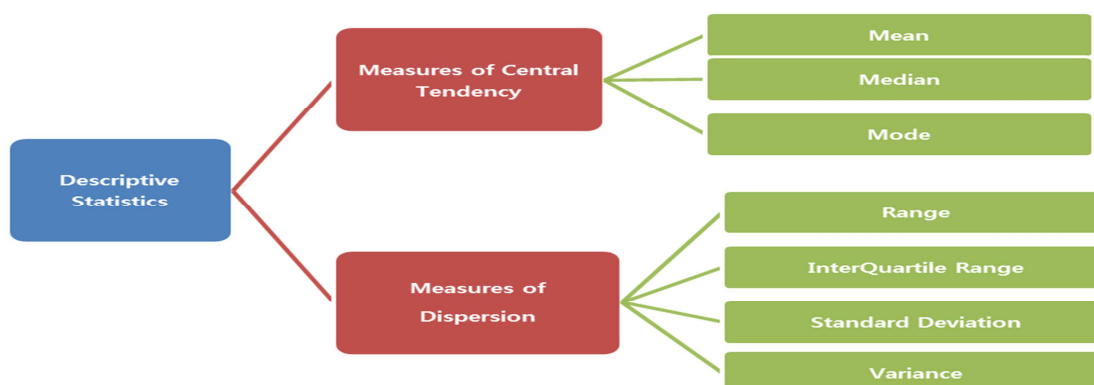 Descriptive
Statistics
Measures of Central
Tendency
Mean
Median
Mode
Measures of
Dispersion
Range
InterQuartile Range
Standard Deviation
Variance